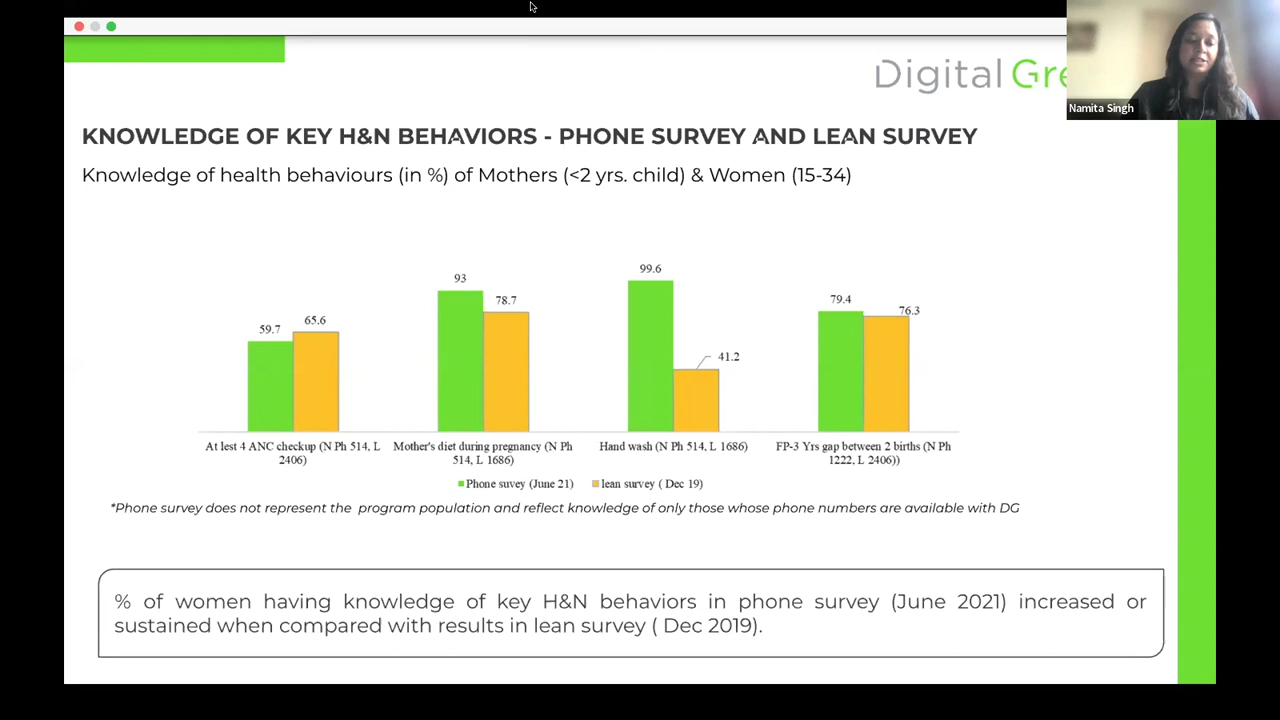 Digital Gre
Namita Singh
KNOWLEDGE OF KEY H&N BEHAVIORS - PHONE SURVEY AND LEAN SURVEY
Knowledge of health behaviours (in %) of Mothers (<2 yrs. child) & Women (15-34)
59.7
65.6
93
78.7
99.6
41.2
79.4
76.3
At lest 4 ANC checkup (N Ph 514, L
2406)
Mother's diet during pregnancy (N Ph
514, L 1686)
Hand wash (N Ph 514, L 1686)
FP-3 Yrs gap between 2 births (N Ph
1222, L 2406))
Phone suvey (June 21)
lean survey ( Dec 19)
*Phone survey does not represent the program population and reflect knowledge of only those whose phone numbers are available with DG
% of women having knowledge of key H&N behaviors in phone survey (June 2021) increased or
sustained when compared with results in lean survey ( Dec 2019).